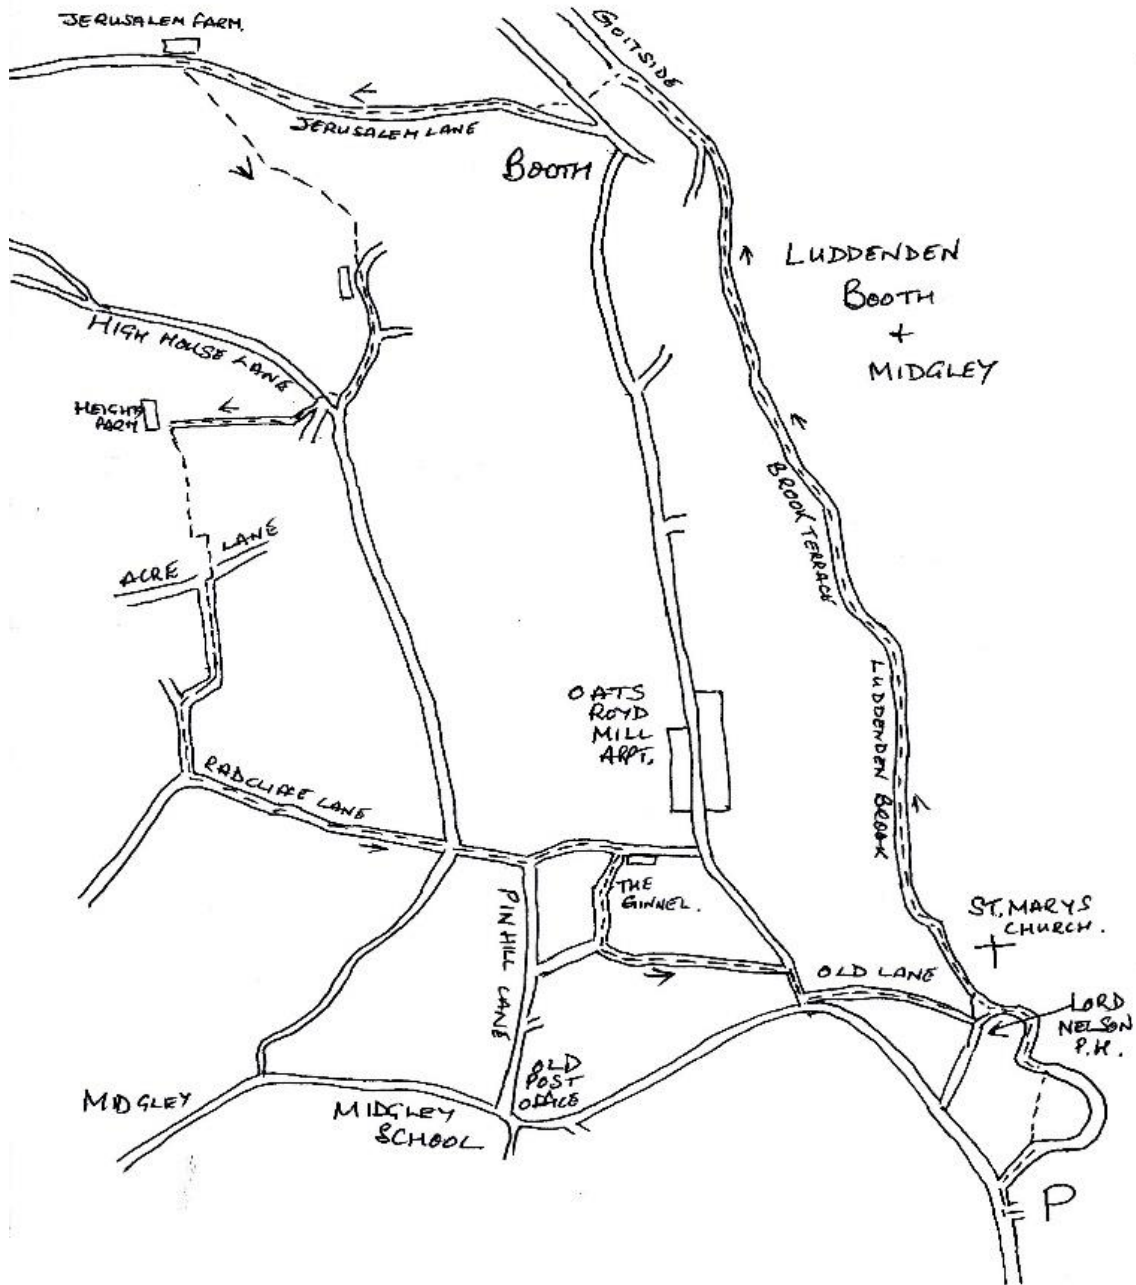 JERUSALEM FARM.
GOITSIDE
JERUSALEM LANE
BOOTH
LUDDENDEN
BOOTH
+
MIDGLEY
HIGH HOUSE LANE
HEIGHT
FARM
BROOK TERRACE
ACRE LANE
LUDDENDEN BROOK
OATS
ROYD
MILL
APPT.
RADCLIFFE LANE
THE
GINNEL.
PINHILL LANE
ST. MARYS
CHURCH.
OLD LANE
LORD
NELSON
P.H.
OLD
POST
OFFICE
MIDGLEY
MIDGLEY
SCHOOL
P